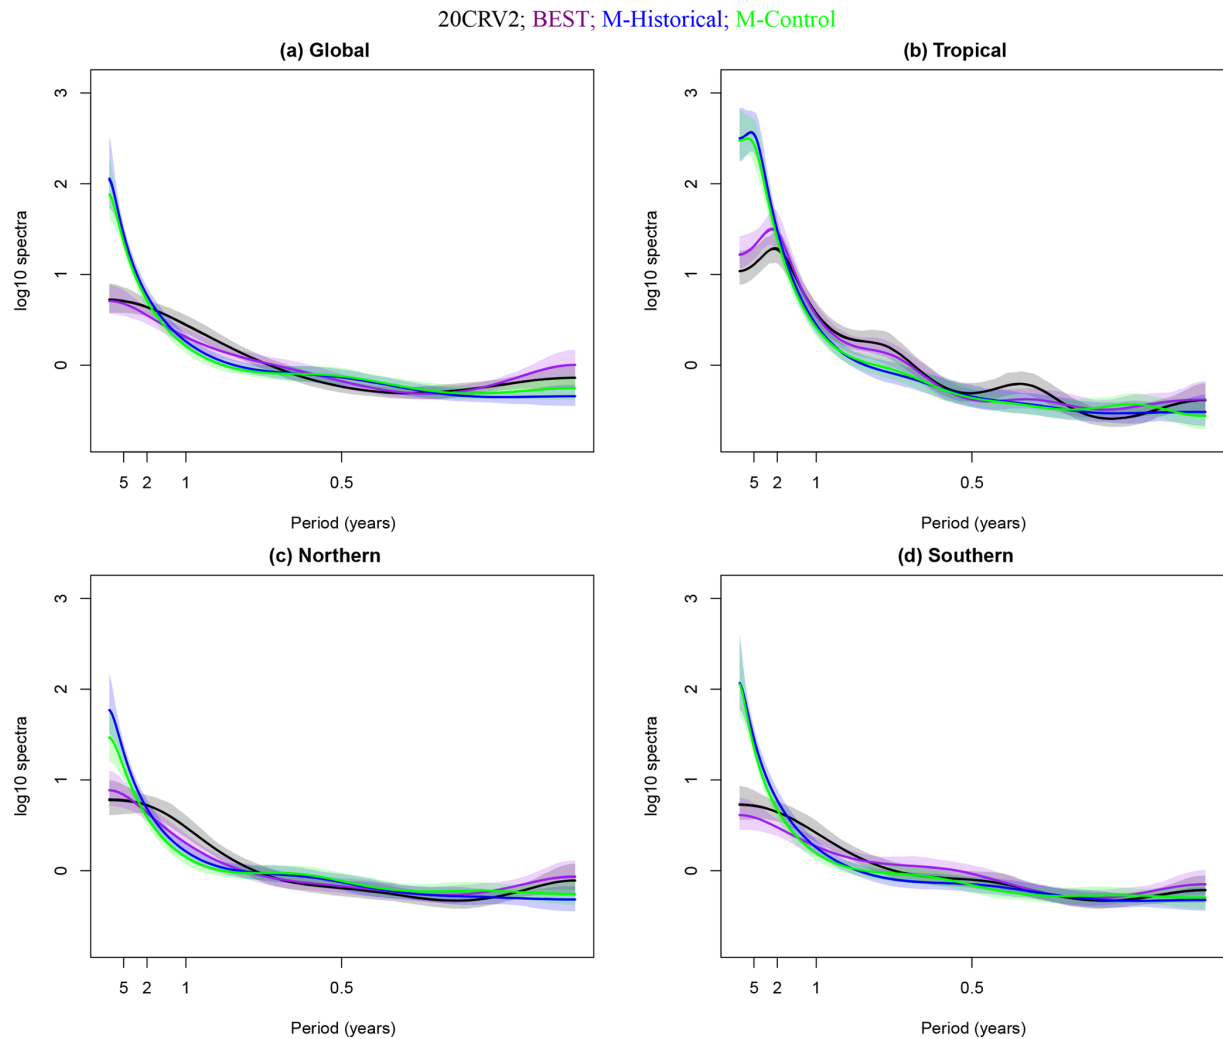 20CRV2; BEST; M-Historical; M-Control
(a) Global
log10 spectra
3
2
1
0
5 2 1 0.5
Period (years)
(b) Tropical
log10 spectra
3
2
1
0
5 2 1 0.5
Period (years)
(c) Northern
log10 spectra
3
2
1
0
5 2 1 0.5
Period (years)
(d) Southern
log10 spectra
3
2
1
0
5 2 1 0.5
Period (years)